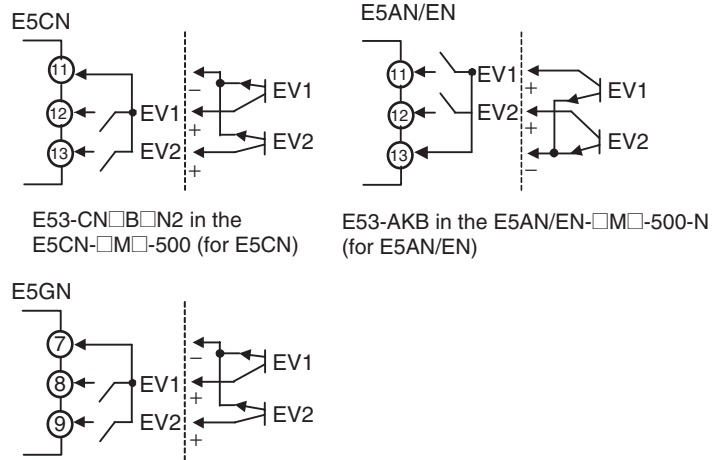 E5CN
11
−
EV1
12
EV1
+
EV2
13
EV2
+
E53-CN□B□N2 in the
E5CN-□M□-500 (for E5CN)
E5AN/EN
11
EV1
EV1
+
12
EV2
+
EV2
13
−
E53-AKB in the E5AN/EN-□M□-500-N
(for E5AN/EN)
E5GN
7
−
EV1
8
EV1
+
EV2
9
EV2
+